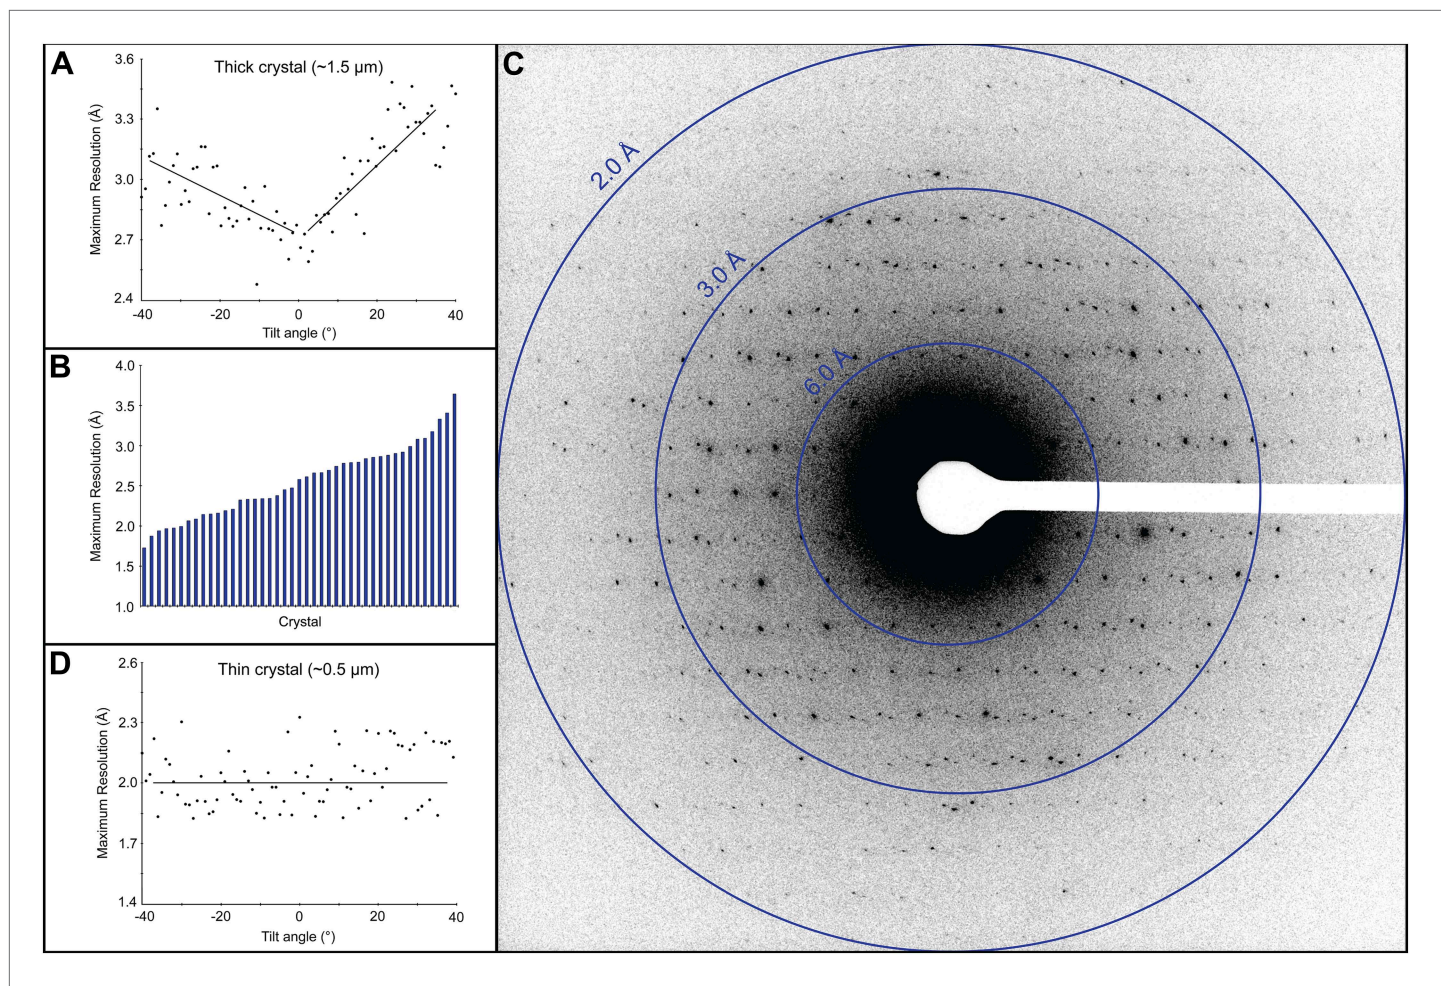 A
Thick crystal (~1.5 µm)
Maximum Resolution (Å)
3.6
3.3
3.0
2.7
2.4
-40
-20
0
20
40
Tilt angle (°)
B
Maximum Resolution (Å)
4.0
3.5
3.0
2.5
2.0
1.5
1.0
Crystal
D
Thin crystal (~0.5 µm)
Maximum Resolution (Å)
2.6
2.3
2.0
1.7
1.4
-40
-20
0
20
40
Tilt angle (°)
C
2.0 Å
3.0 Å
6.0 Å